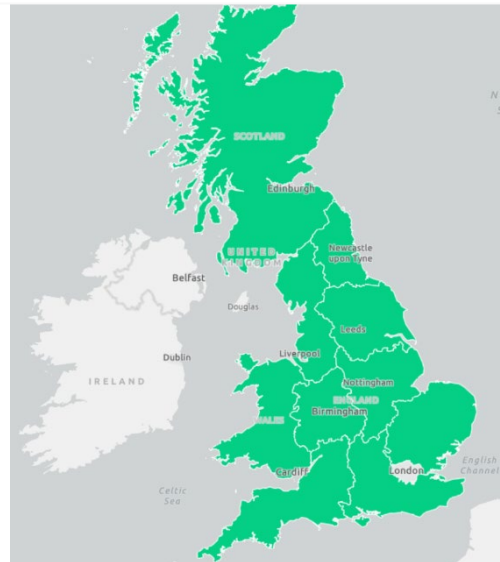 N
S
SCOTLAND
Edinburgh
UNITED
KINGDOM
Newcastle
upon Tyne
Belfast
Douglas
Leeds
Dublin
Liverpool
IRELAND
Nottingham
ENGLAND
Birmingham
WALES
Cardiff
London
English
Channel
Celtic
Sea